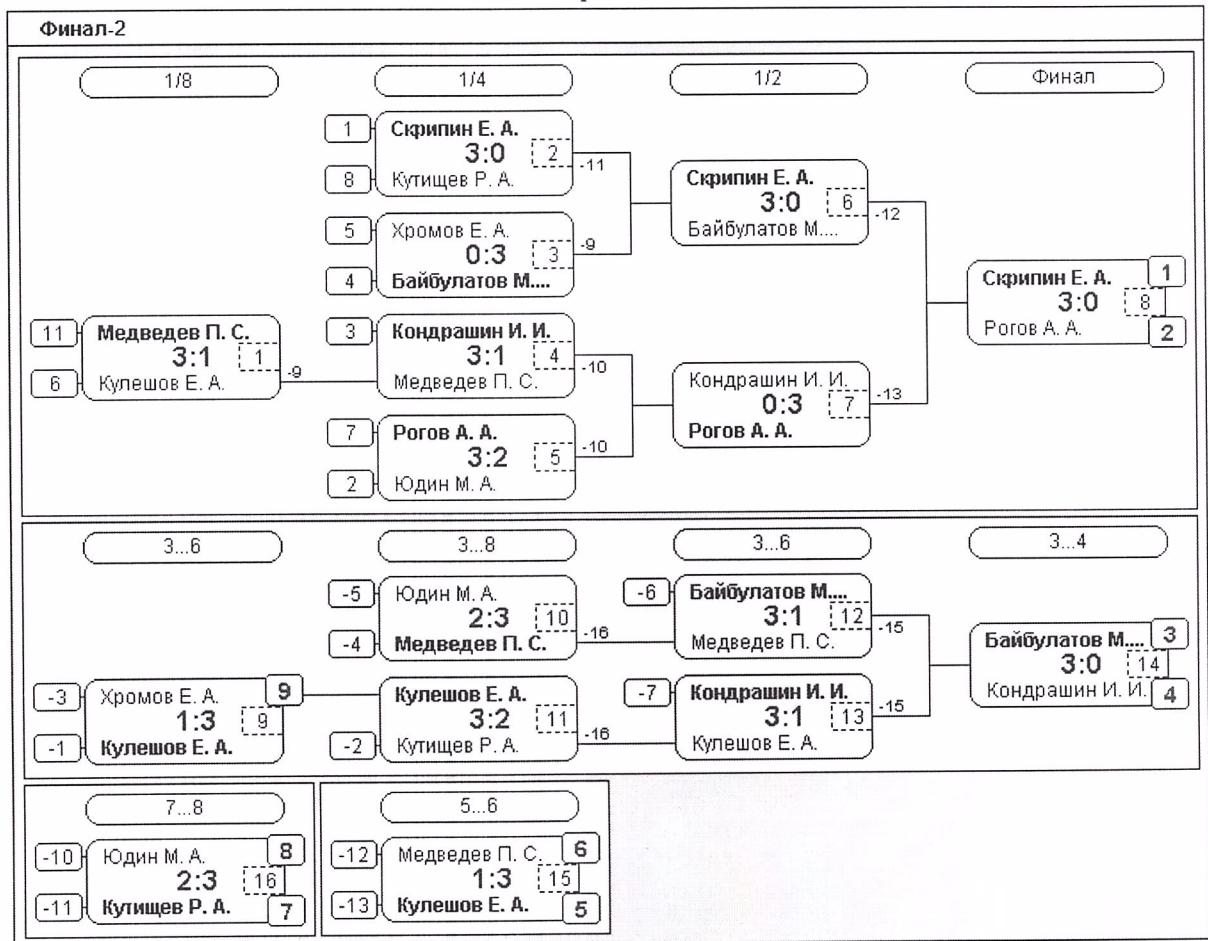 Финал-2
1/8
1/4
1/2
Финал
1
Скрипин Е. А.
3:0
2
-11
8
Кутищев Р. А.
5
Хромов Е. А.
0:3
3
-9
4
Байбулатов М....
11
Медведев П. С.
3:1
1
-9
6
Кулешов Е. А.
3
Кондрашин И. И.
3:1
4
-10
Медведев П. С.
7
Рогов А. А.
3:2
5
-10
2
Юдин М. А.
Скрипин Е. А.
3:0
6
-12
Байбулатов М....
Кондрашин И. И.
0:3
7
-13
Рогов А. А.
Скрипин Е. А.
1
3:0
8
Рогов А. А.
2
3...6
3...8
3...6
3...4
-5
Юдин М. А.
2:3
10
-16
-4
Медведев П. С.
-3
Хромов Е. А.
9
1:3
9
-1
Кулешов Е. А.
Кулешов Е. А.
3:2
11
-16
-2
Кутищев Р. А.
-6
Байбулатов М....
3:1
12
-15
Медведев П. С.
-7
Кондрашин И. И.
3:1
13
-15
Кулешов Е. А.
Байбулатов М....
3
3:0
14
Кондрашин И. И.
4
7...8
-10
Юдин М. А.
8
2:3
16
-11
Кутищев Р. А.
7
5...6
-12
Медведев П. С.
6
1:3
15
-13
Кулешов Е. А.
5